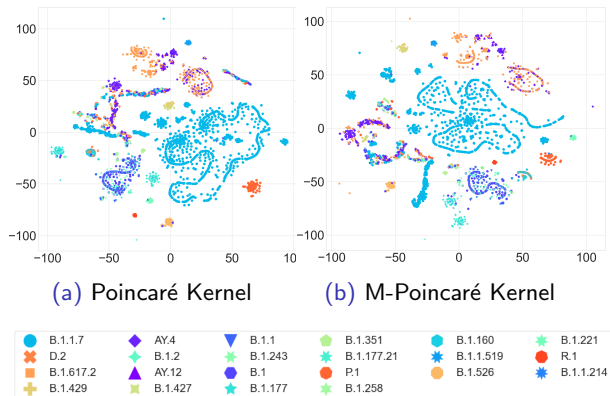 100
50
0
−50
−100
−100
−50
0
50
10
(a) Poincaré Kernel
100
50
0
−50
−100
−100
−50
0
50
100
(b) M-Poincaré Kernel
B.1.1.7
AY.4
B.1.1
B.1.351
B.1.160
B.1.221
D.2
B.1.2
B.1.243
B.1.177.21
B.1.1.519
R.1
B.1.617.2
AY.12
B.1
P.1
B.1.526
B.1.1.214
B.1.429
B.1.427
B.1.177
B.1.258